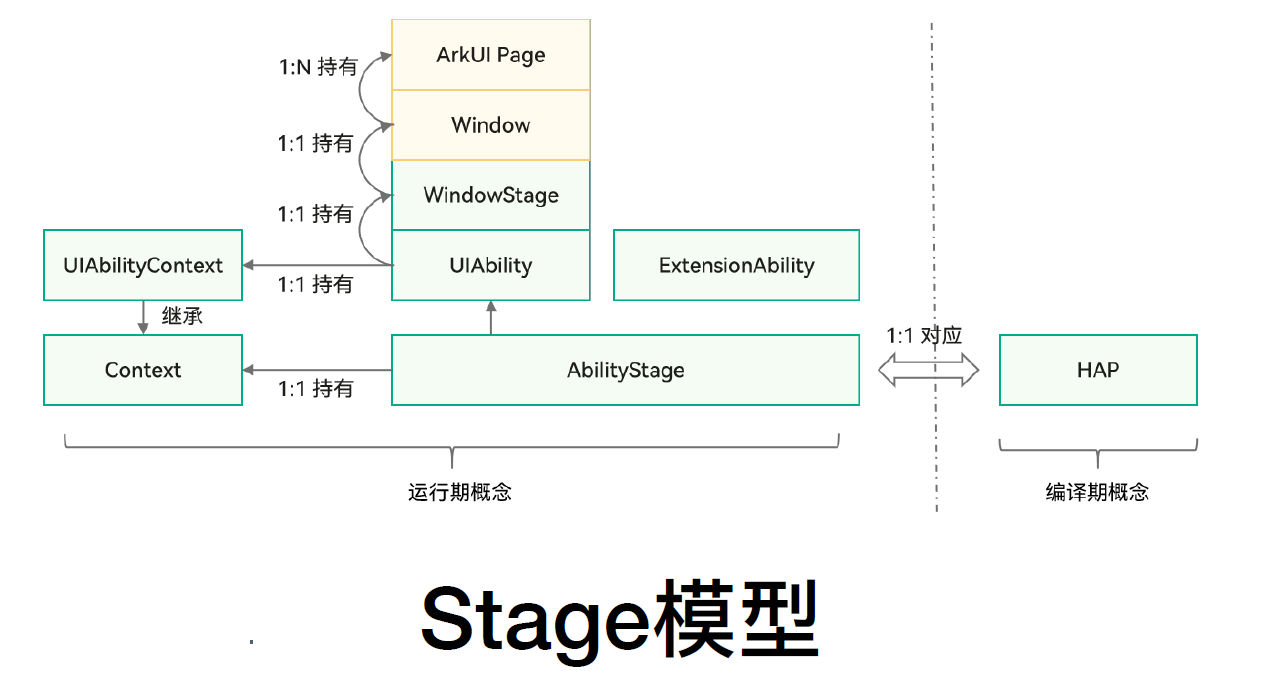 ArkUI Page
1:N 持有
Window
1:1 持有
WindowStage
1:1 持有
UIAbilityContext
UIAbility
ExtensionAbility
1:1 持有
继承
1:1 对应
Context
AbilityStage
HAP
1:1 持有
运行期概念
编译期概念
Stage模型